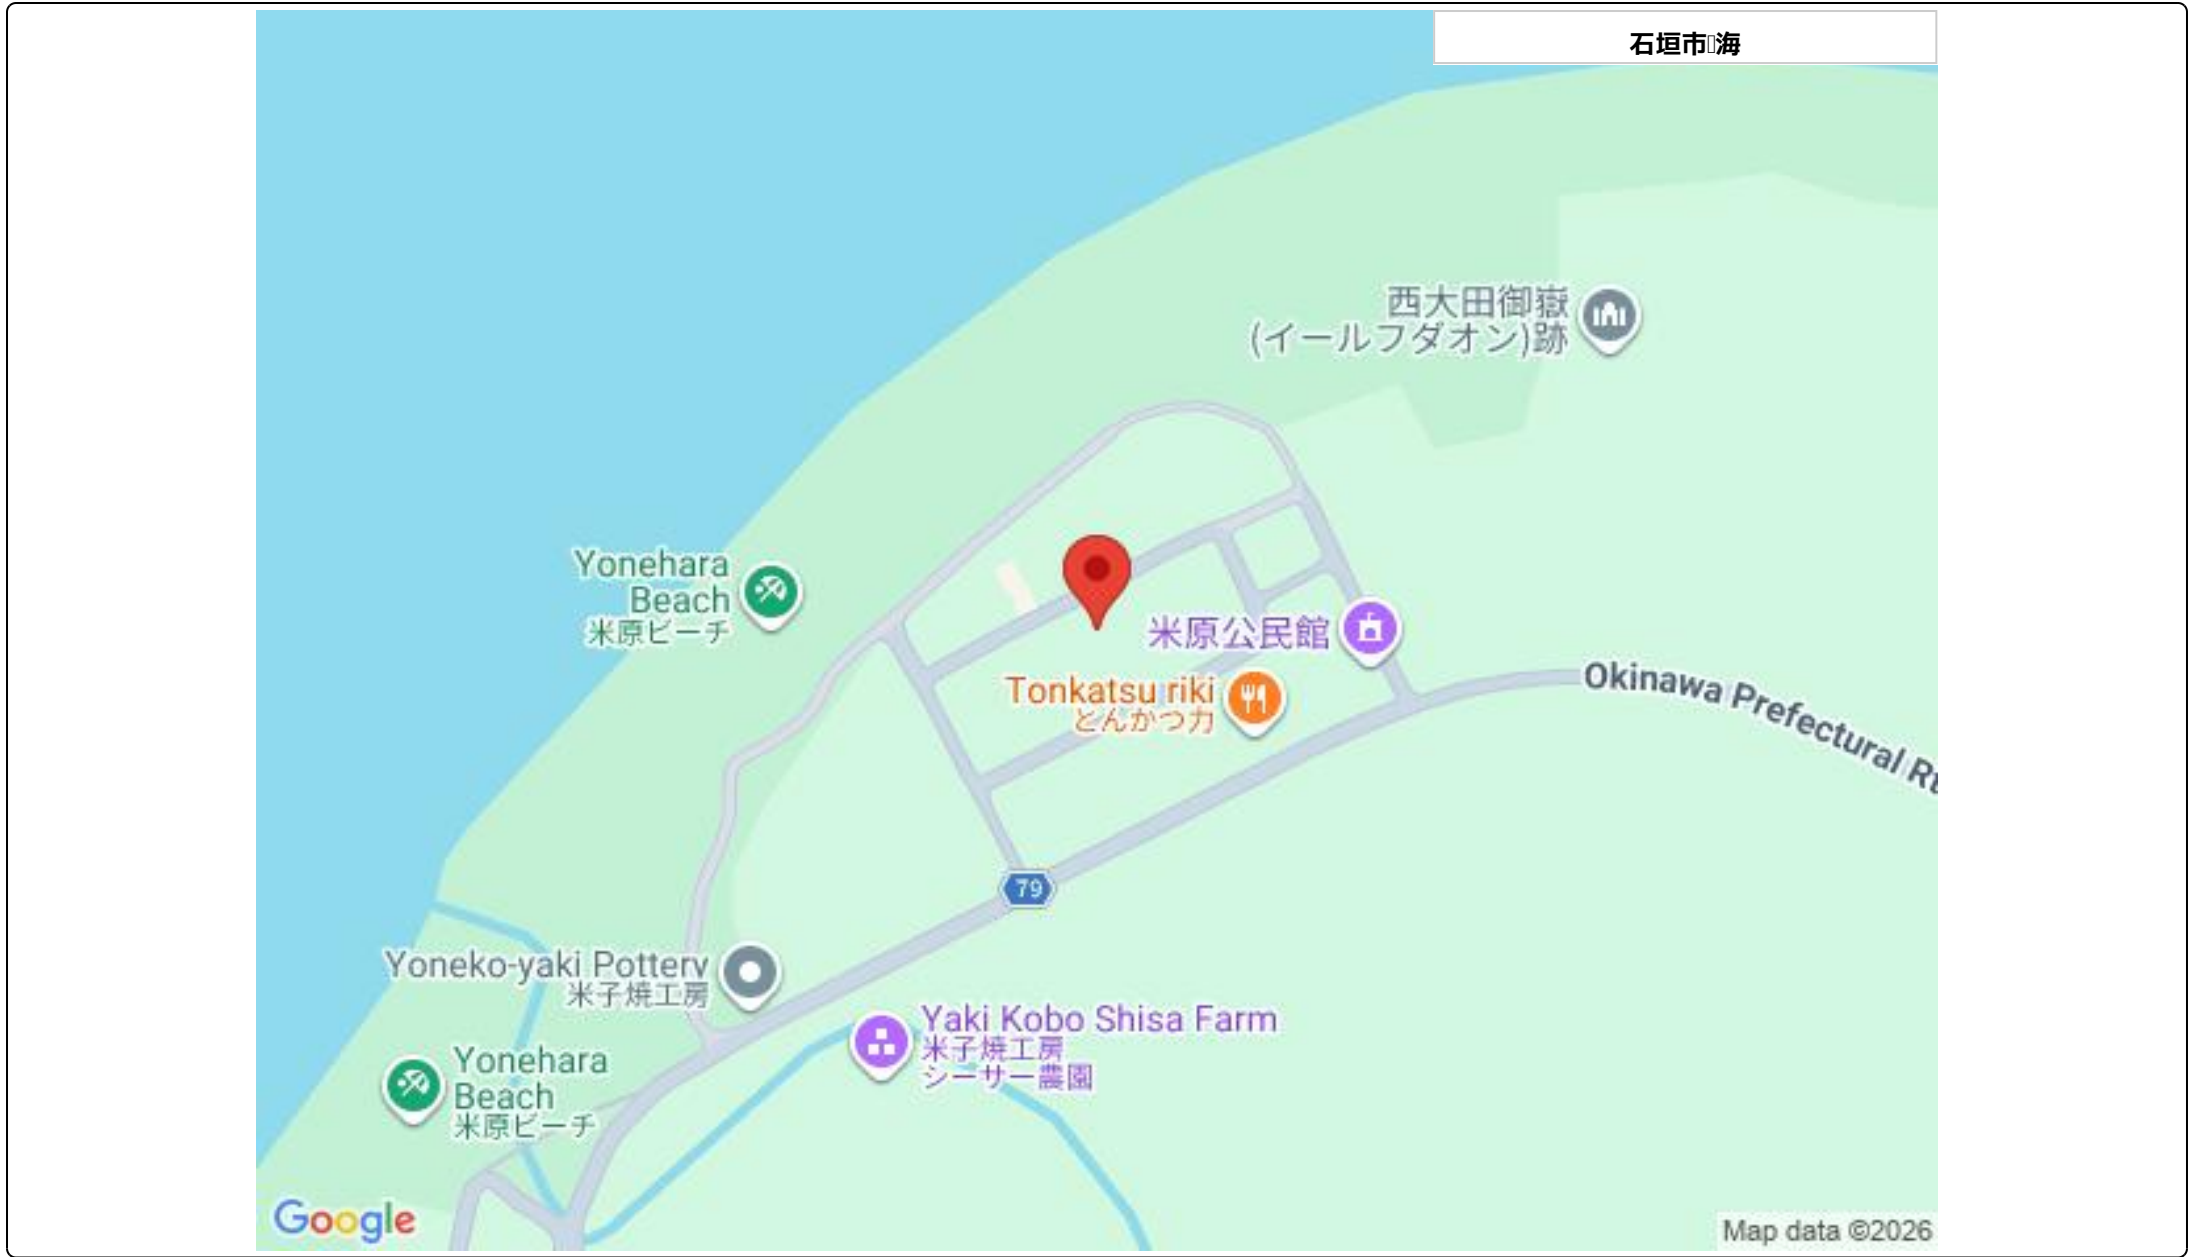 石垣市▯海
西大田御嶽
(イールフダオン)跡
Yonehara
Beach
米原ビーチ
米原公民館
Tonkatsu riki
とんかつ力
Okinawa Prefectural Rt
79
Yoneko-yaki Pottery
米子焼工房
Yaki Kobo Shisa Farm
米子焼工房
シーサー農園
Yonehara
Beach
米原ビーチ
Google
Map data ©2026